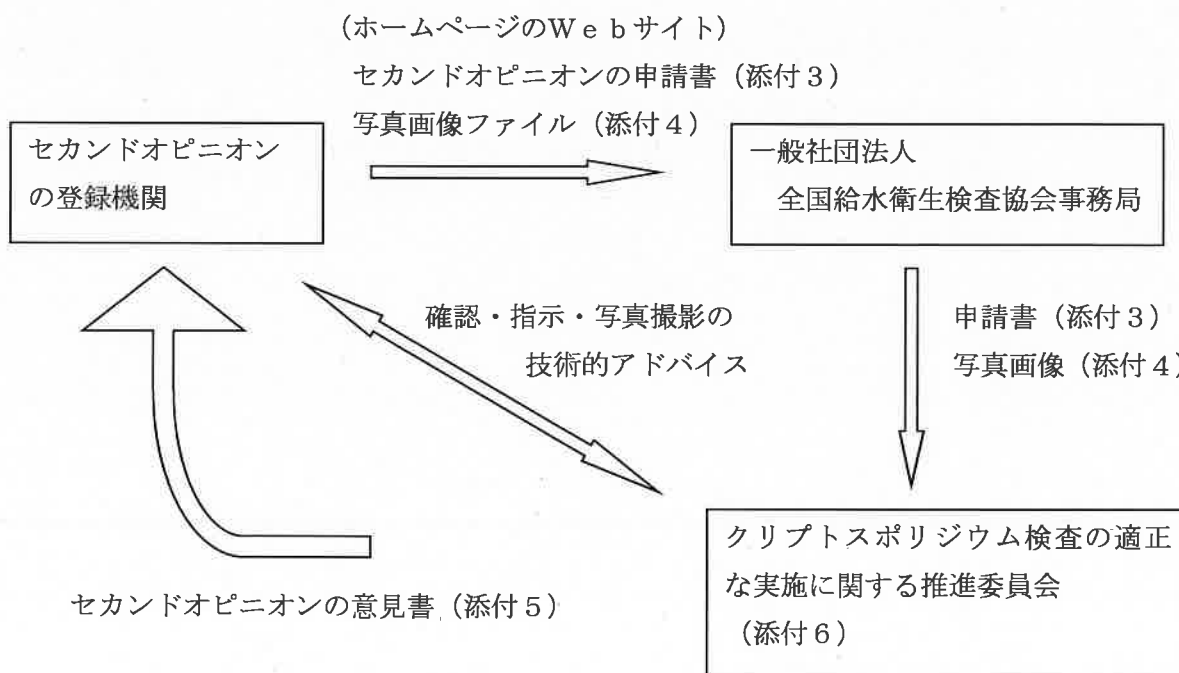 （ホームページのＷｅｂサイト）
セカンドオピニオンの申請書（添付３）
写真画像ファイル（添付４）
セカンドオピニオン
の登録機関
一般社団法人
全国給水衛生検査協会事務局
確認・指示・写真撮影の
技術的アドバイス
申請書（添付３）
写真画像（添付４）
セカンドオピニオンの意見書（添付５）
クリプトスポリジウム検査の適正
な実施に関する推進委員会
（添付６）